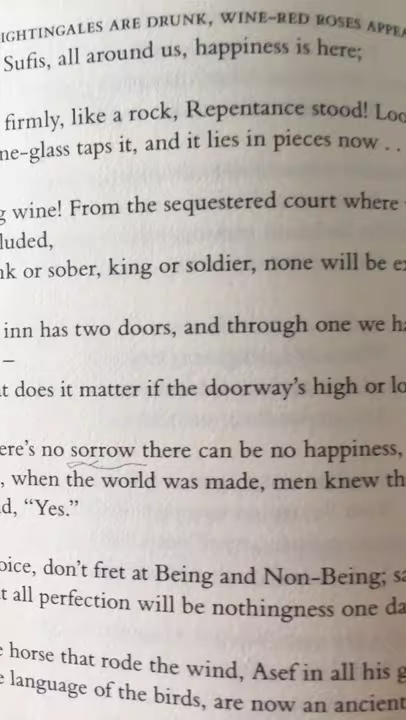 IGHTINGALES ARE DRUNK, WINE-RED ROSES APPEA
Sufis, all around us, happiness is here;
firmly, like a rock, Repentance stood! Loo
ne-glass taps it, and it lies in pieces now . .
g wine! From the sequestered court where
luded,
nk or sober, king or soldier, none will be e
inn has two doors, and through one we ha
—
t does it matter if the doorway's high or lo
ere's no sorrow there can be no happiness,
, when the world was made, men knew th
d, "Yes."
oice, don't fret at Being and Non-Being; sa
t all perfection will be nothingness one da
e horse that rode the wind, Asef in all his g
e language of the birds, are now an ancient